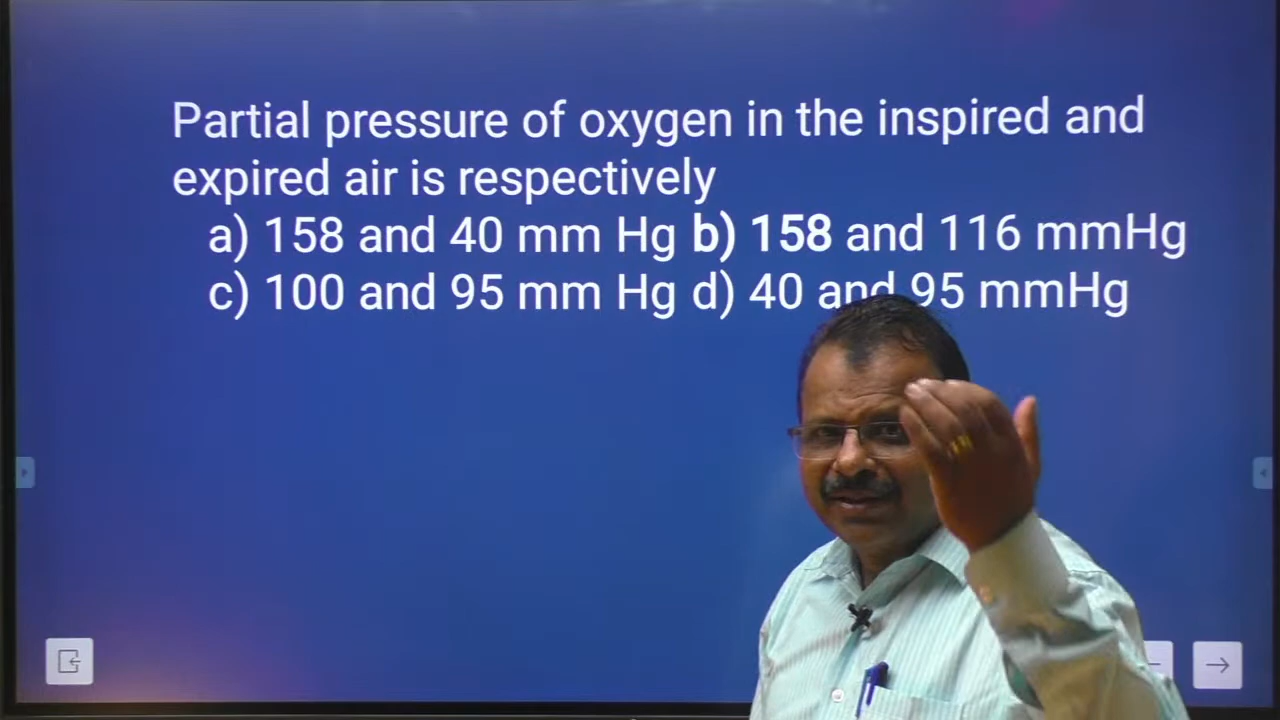 Partial pressure of oxygen in the inspired and
expired air is respectively
a) 158 and 40 mm Hg b) 158 and 116 mmHg
c) 100 and 95 mm Hg d) 40 and 95 mmHg